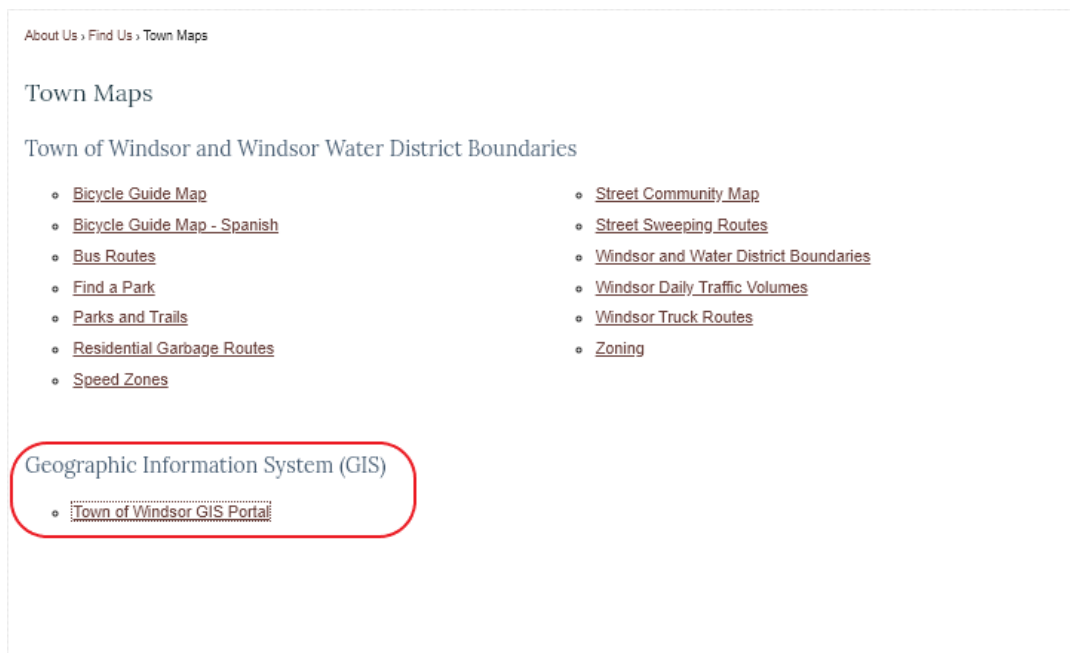 About Us › Find Us › Town Maps
Town Maps
Town of Windsor and Windsor Water District Boundaries
Bicycle Guide Map
Bicycle Guide Map - Spanish
Bus Routes
Find a Park
Parks and Trails
Residential Garbage Routes
Speed Zones
Street Community Map
Street Sweeping Routes
Windsor and Water District Boundaries
Windsor Daily Traffic Volumes
Windsor Truck Routes
Zoning
Geographic Information System (GIS)
Town of Windsor GIS Portal